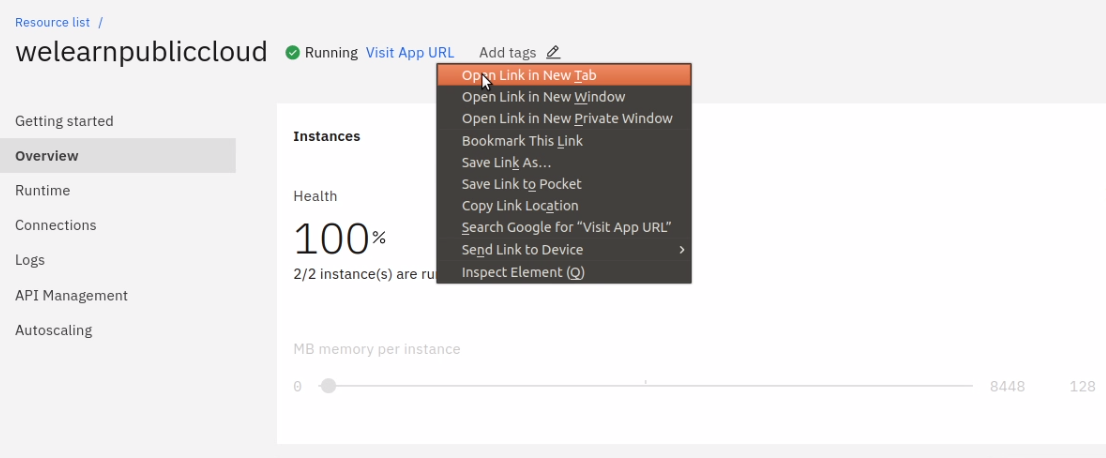 Resource list /
welearnpubliccloud Running Visit App URL Add tags
Getting started
Overview
Runtime
Connections
Logs
API Management
Autoscaling
Open Link in New Tab
Open Link in New Window
Open Link in New Private Window
Bookmark This Link
Save Link As...
Save Link to Pocket
Copy Link Location
Search Google for “Visit App URL”
Send Link to Device
Inspect Element (Q)
Instances
Health
100%
2/2 instance(s) are
MB memory per instance
0 8448 128